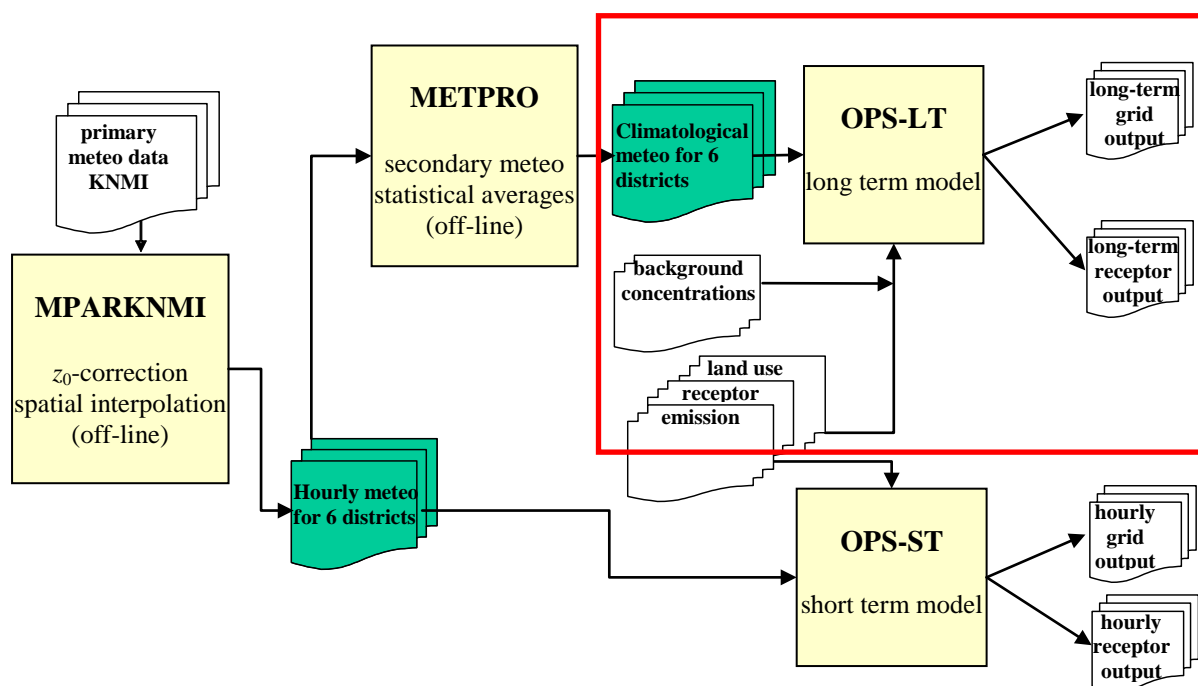 primary
meteo data
KNMI
MPARKNMI
z0-correction
spatial interpolation
(off-line)
METPRO
secondary meteo
statistical averages
(off-line)
Hourly meteo
for 6 districts
Climatological
meteo for 6
districts
OPS-LT
long term model
background
concentrations
land use
receptor
emission
long-term
grid
output
long-term
receptor
output
OPS-ST
short term model
hourly
grid
output
hourly
receptor
output